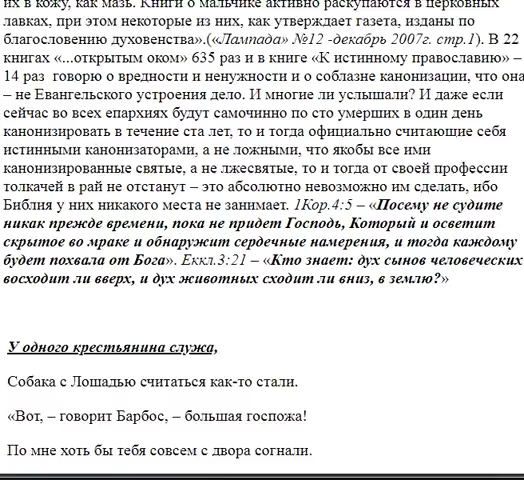 их в кожу, как мазь. Книги о мальчике активно раскупаются в церковных
лавках, при этом некоторые из них, как утверждает газета, изданы по
благословению духовенства».(«Лампада» №12 -декабрь 2007г. стр.1). В 22
книгах «...открытым оком» 635 раз и в книге «К истинному православию» –
14 раз  говорю о вредности и ненужности и о соблазне канонизации, что она
– не Евангельского устроения дело. И многие ли услышали? И даже если
сейчас во всех епархиях будут самочинно по сто умерших в один день
канонизировать в течение ста лет, то и тогда официально считающие себя
истинными канонизаторами, а не ложными, что якобы все ими
канонизированные святые, а не лжесвятые, то и тогда от своей профессии
толкачей в рай не отстанут – это абсолютно невозможно им сделать, ибо
Библия у них никакого места не занимает. 1Кор.4:5 – «Посему не судите
никак прежде времени, пока не придет Господь, Который и осветит
скрытое во мраке и обнаружит сердечные намерения, и тогда каждому
будет похвала от Бога». Еккл.3:21 – «Кто знает: дух сынов человеческих
восходит ли вверх, и дух животных сходит ли вниз, в землю?»
У одного крестьянина служа,
Собака с Лошадью считаться как-то стали.
«Вот, – говорит Барбос, – большая госпожа!
По мне хоть бы тебя совсем с двора согнали.